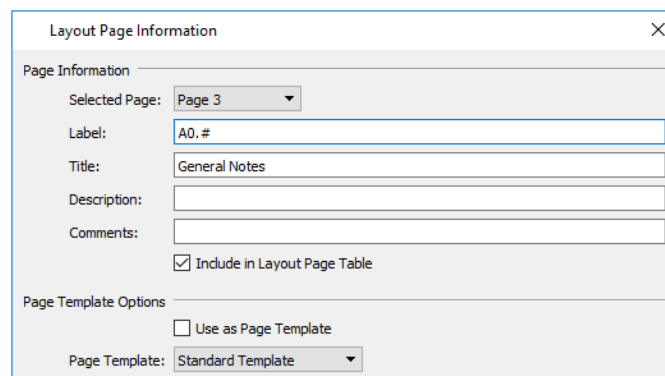 Layout Page Information
Page Information
Selected Page: Page 3
Label: A0.#
Title: General Notes
Description:
Comments:
Include in Layout Page Table
Page Template Options
Use as Page Template
Page Template: Standard Template